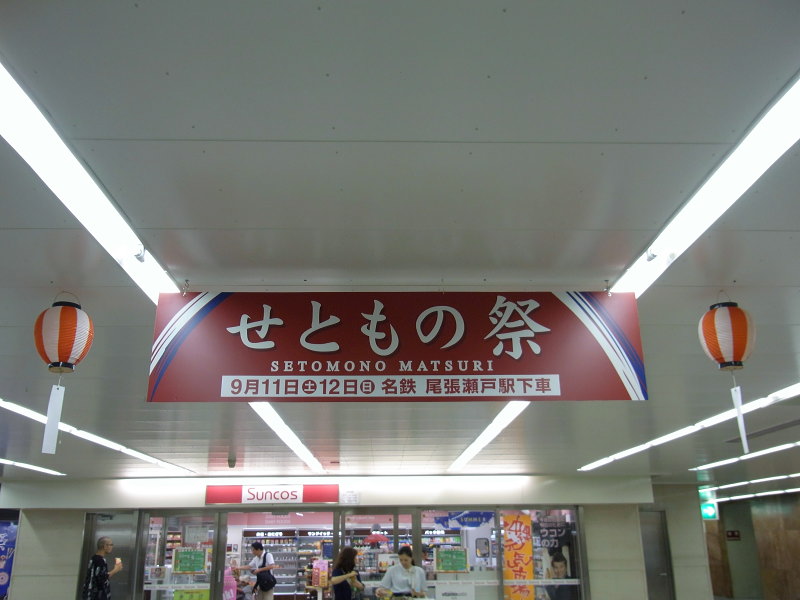 せともの祭
SETOMONO MATSURI
9月11日土12日日 名鉄 尾張瀬戸駅下車
Suncos